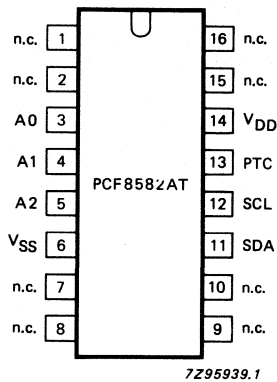 n.c. 1 16 n.c.
n.c. 2 15 n.c.
A0 3 14 VDD
A1 4 13 PTC
PCF8582AT
A2 5 12 SCL
VSS 6 11 SDA
n.c. 7 10 n.c.
n.c. 8 9 n.c.
7Z95939.1